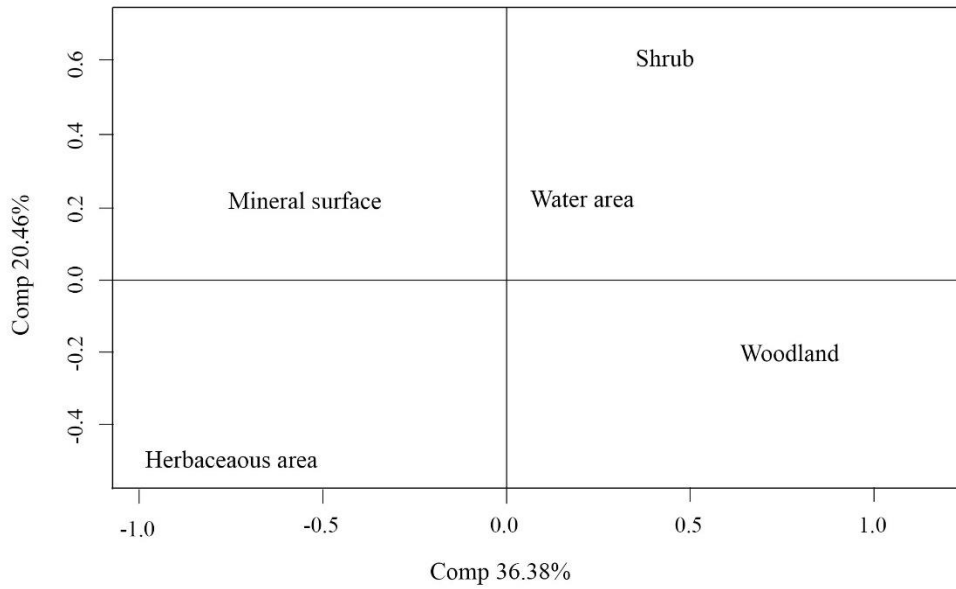 0.6
Shrub
0.4
0.2
Mineral surface
Water area
Comp 20.46%
0.0
-0.2
Woodland
-0.4
Herbaceaous area
-1.0
-0.5
0.0
0.5
1.0
Comp 36.38%